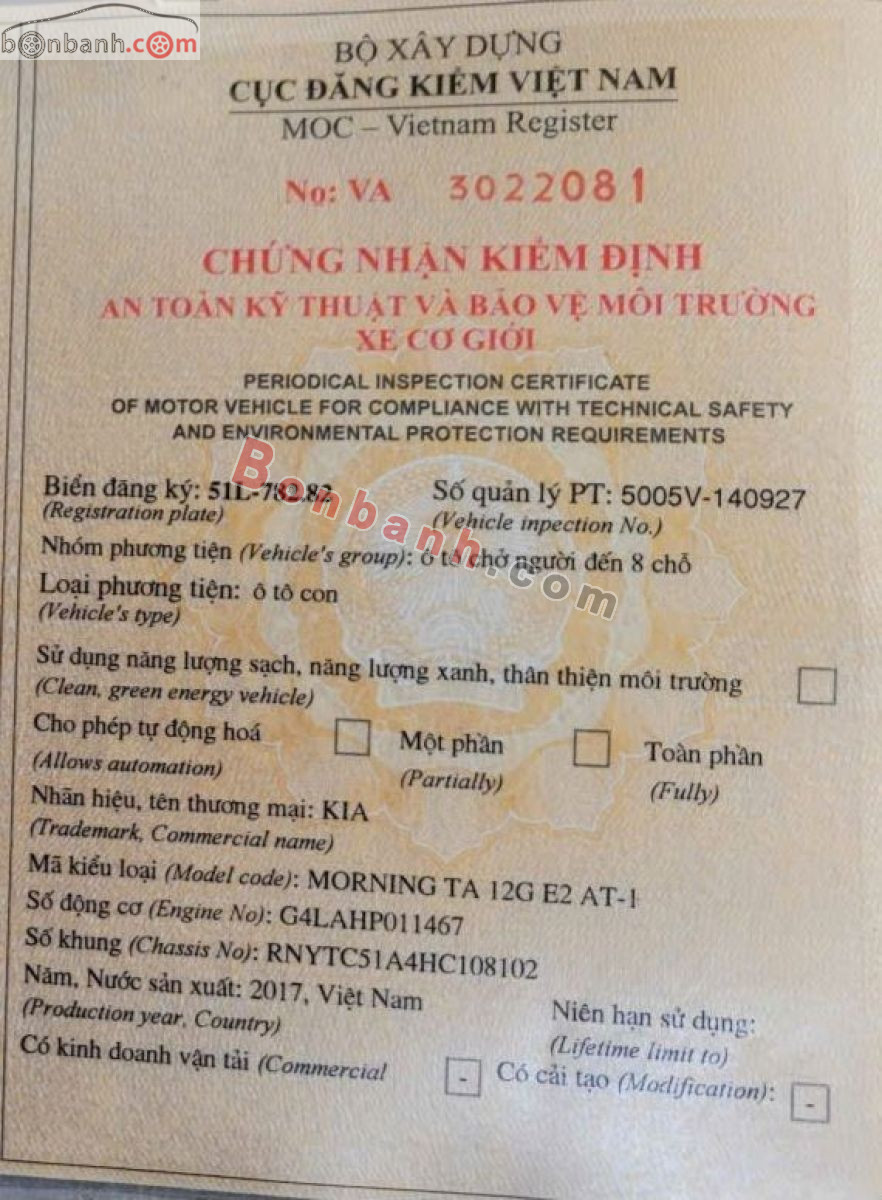 bonbanh.com
BỘ XÂY DỰNG
CỤC ĐĂNG KIỂM VIỆT NAM
MOC – Vietnam Register
No: VA 3022081
CHỨNG NHẬN KIỂM ĐỊNH
AN TOÀN KỸ THUẬT VÀ BẢO VỆ MÔI TRƯỜNG
XE CƠ GIỚI
PERIODICAL INSPECTION CERTIFICATE
OF MOTOR VEHICLE FOR COMPLIANCE WITH TECHNICAL SAFETY
AND ENVIRONMENTAL PROTECTION REQUIREMENTS
Biển đăng ký: 51L-782.82 Số quản lý PT: 5005V-140927
(Registration plate) (Vehicle inpection No.)
Bonbanh.com
Nhóm phương tiện (Vehicle's group): ô tô chở người đến 8 chỗ
Loại phương tiện: ô tô con
(Vehicle's type)
Sử dụng năng lượng sạch, năng lượng xanh, thân thiện môi trường
(Clean, green energy vehicle)
Cho phép tự động hoá Một phần Toàn phần
(Allows automation) (Partially) (Fully)
Nhãn hiệu, tên thương mại: KIA
(Trademark, Commercial name)
Mã kiểu loại (Model code): MORNING TA 12G E2 AT-1
Số động cơ (Engine No): G4LAHP011467
Số khung (Chassis No): RNYTC51A4HC108102
Năm, Nước sản xuất: 2017, Việt Nam Niên hạn sử dụng:
(Production year, Country) (Lifetime limit to)
Có kinh doanh vận tải (Commercial - Có cải tạo (Modification): -